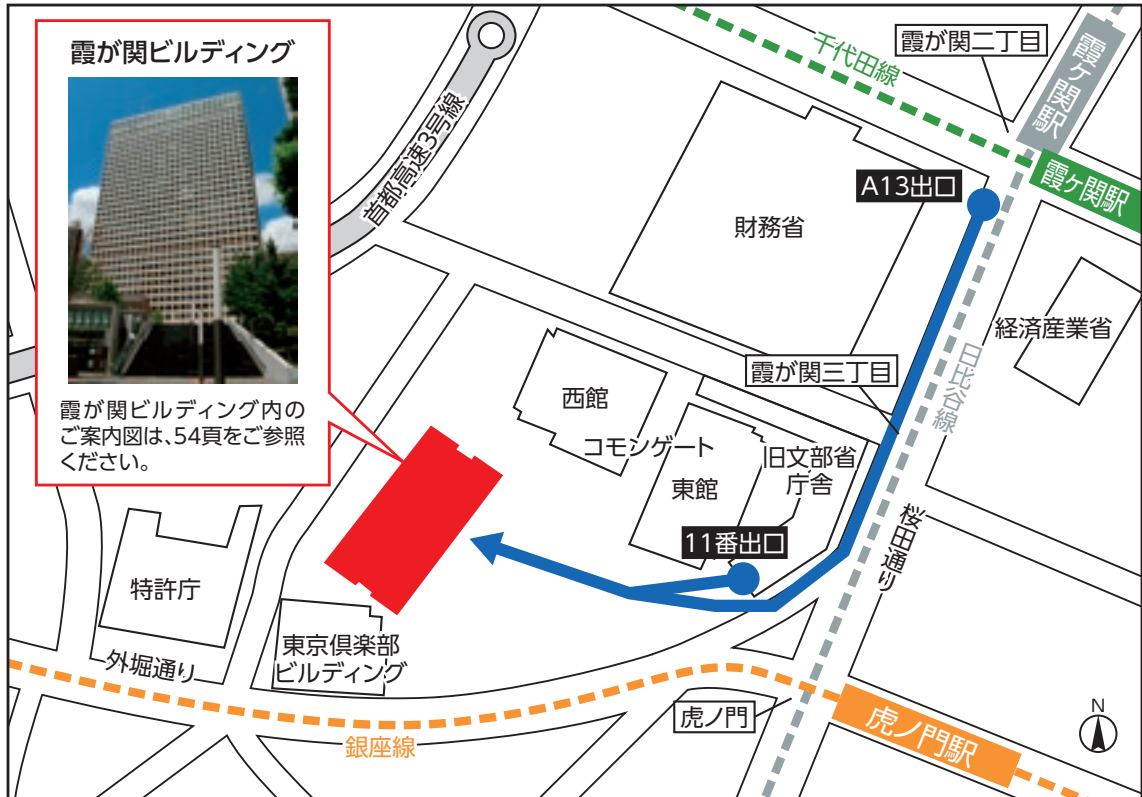 霞が関ビルディング
霞が関ビルディング内の
ご案内図は、54頁をご参照
ください。
首都高速3号線
千代田線
霞が関二丁目
霞ケ関駅
霞ケ関駅
A13出口
財務省
経済産業省
霞が関三丁目
日比谷線
西館
コモンゲート
東館
旧文部省
庁舎
11番出口
桜田通り
特許庁
東京倶楽部
ビルディング
外堀通り
銀座線
虎ノ門
虎ノ門駅
N